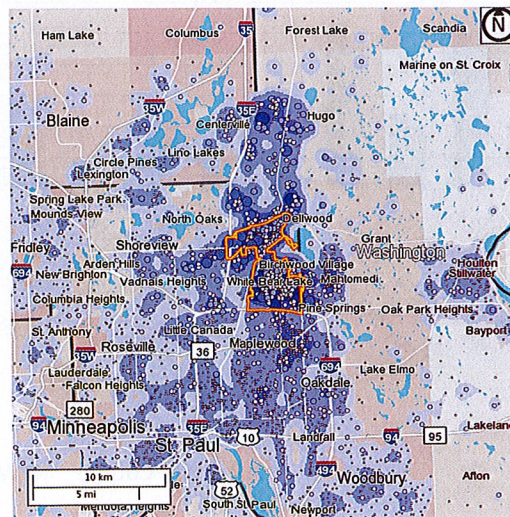 Ham Lake
Columbus
35
Forest Lake
Scandia
N
Marine on St. Croix
35W
35E
Hugo
Centerville
Blaine
Lino Lakes
Circle Pines
Lexington
Spring Lake Park
Mounds View
North Oaks
Dellwood
Fridley
Shoreview
Grant
Washington
694
Arden Hills
New Brighton
Vadnais Heights
Birchwood Village
White Bear Lake
Mahtomedi
Houlton
Stillwater
Columbia Heights
Pine Springs
Oak Park Heights
St. Anthony
Little Canada
Bayport
35W
Roseville
36
Maplewood
694
Lake Elmo
Lauderdale
Falcon Heights
Oakdale
280
94
Minneapolis
35E
St. Paul
10
Landfall
94
95
Lakeland
10 km
5 mi
494
Woodbury
Afton
52
Mendota Heights
South St. Paul
Newport